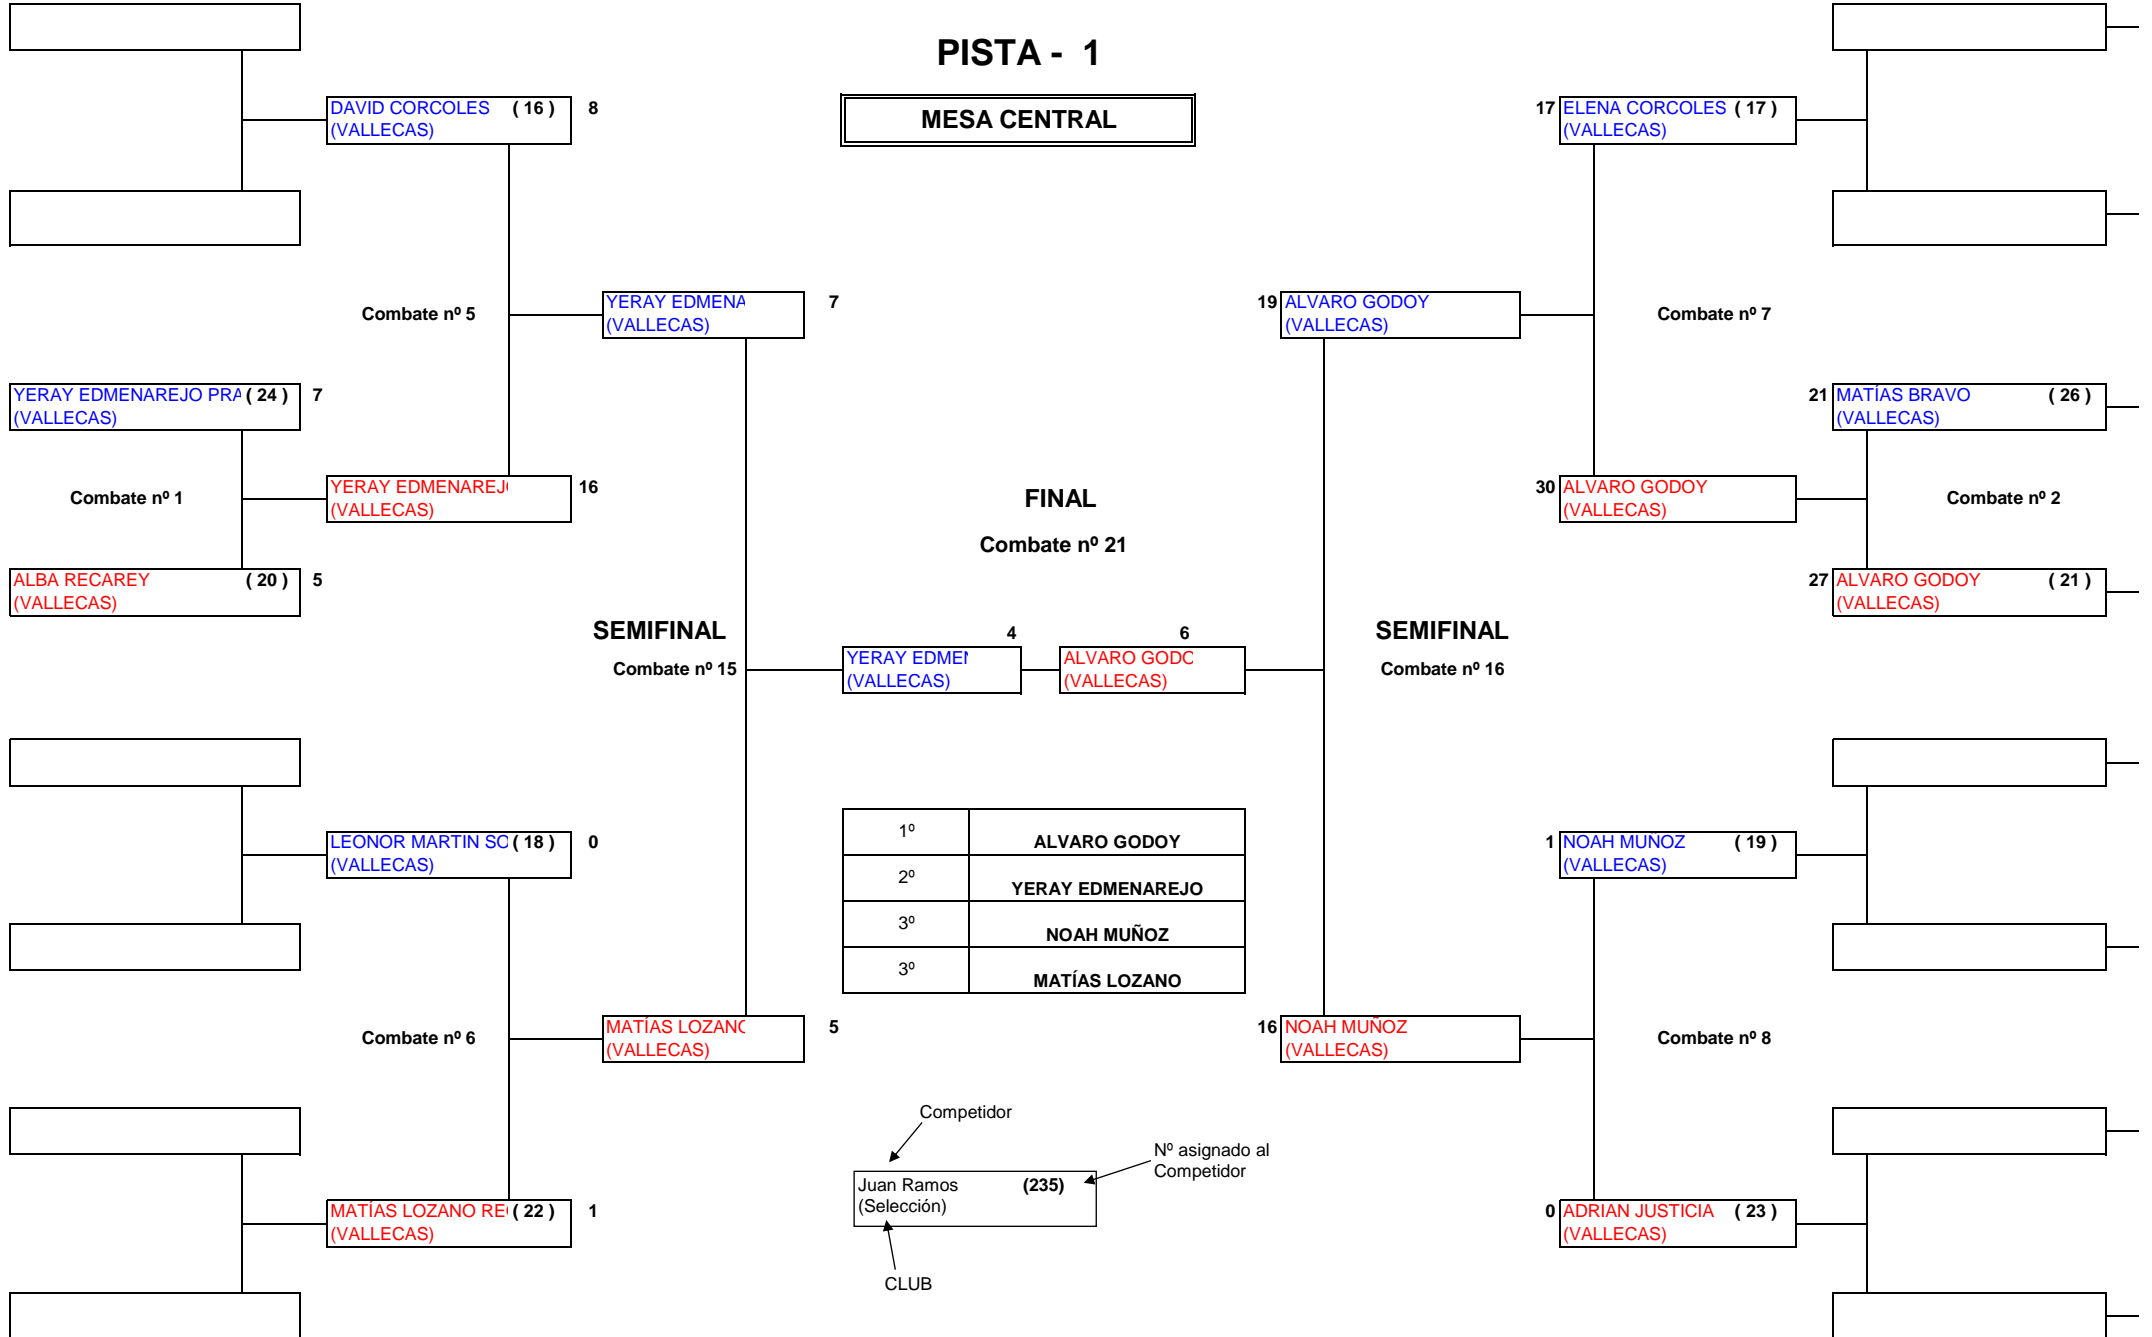 PISTA - 1
MESA CENTRAL
DAVID CORCOLES ( 16 ) 8
(VALLECAS)
17 ELENA CORCOLES ( 17 )
(VALLECAS)
Combate nº 5
YERAY EDMENA 7
(VALLECAS)
19 ALVARO GODOY
(VALLECAS)
Combate nº 7
YERAY EDMENAREJO PRA ( 24 ) 7
(VALLECAS)
21 MATÍAS BRAVO ( 26 )
(VALLECAS)
Combate nº 1
YERAY EDMENAREJ 16
(VALLECAS)
FINAL
30 ALVARO GODOY
(VALLECAS)
Combate nº 2
Combate nº 21
ALBA RECAREY ( 20 ) 5
(VALLECAS)
27 ALVARO GODOY ( 21 )
(VALLECAS)
SEMIFINAL
4
6
SEMIFINAL
Combate nº 15
YERAY EDMEN
(VALLECAS)
ALVARO GODO
(VALLECAS)
Combate nº 16
LEONOR MARTIN SO ( 18 ) 0
(VALLECAS)
1º ALVARO GODOY
2º YERAY EDMENAREJO
3º NOAH MUÑOZ
3º MATÍAS LOZANO
1 NOAH MUÑOZ ( 19 )
(VALLECAS)
Combate nº 6
MATÍAS LOZANO 5
(VALLECAS)
16 NOAH MUÑOZ
(VALLECAS)
Combate nº 8
Competidor
Nº asignado al
Competidor
Juan Ramos (235)
(Selección)
CLUB
MATÍAS LOZANO RE ( 22 ) 1
(VALLECAS)
0 ADRIAN JUSTICIA ( 23 )
(VALLECAS)